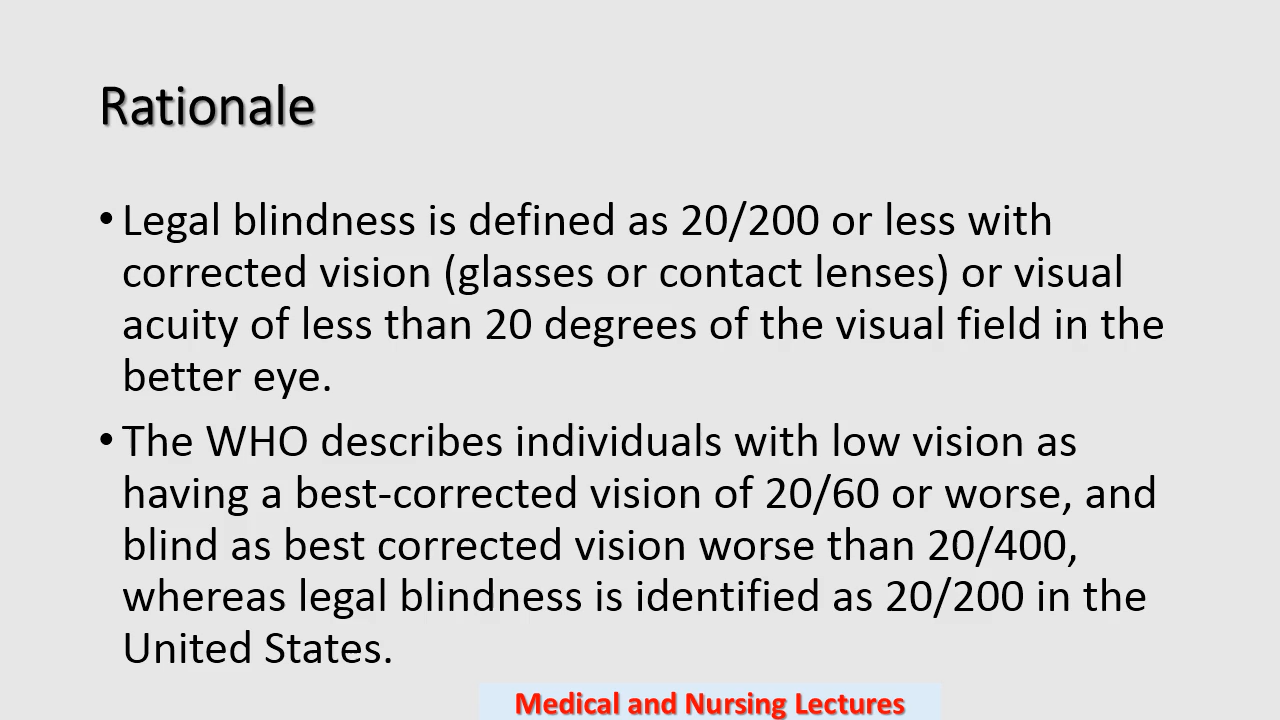 Rationale
• Legal blindness is defined as 20/200 or less with
corrected vision (glasses or contact lenses) or visual
acuity of less than 20 degrees of the visual field in the
better eye.
• The WHO describes individuals with low vision as
having a best-corrected vision of 20/60 or worse, and
blind as best corrected vision worse than 20/400,
whereas legal blindness is identified as 20/200 in the
United States.
Medical and Nursing Lectures